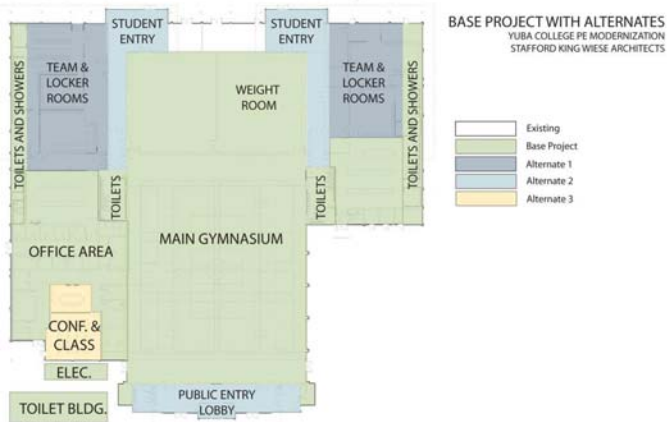 BASE PROJECT WITH ALTERNATES
YUBA COLLEGE PE MODERNIZATION
STAFFORD KING WIESE ARCHITECTS
STUDENT
ENTRY
STUDENT
ENTRY
TOILETS AND SHOWERS
TEAM &
LOCKER
ROOMS
WEIGHT
ROOM
TEAM &
LOCKER
ROOMS
TOILETS AND SHOWERS
Existing
Base Project
Alternate 1
Alternate 2
Alternate 3
TOILETS
TOILETS
OFFICE AREA
MAIN GYMNASIUM
CONF. &
CLASS
ELEC.
PUBLIC ENTRY
LOBBY
TOILET BLDG.